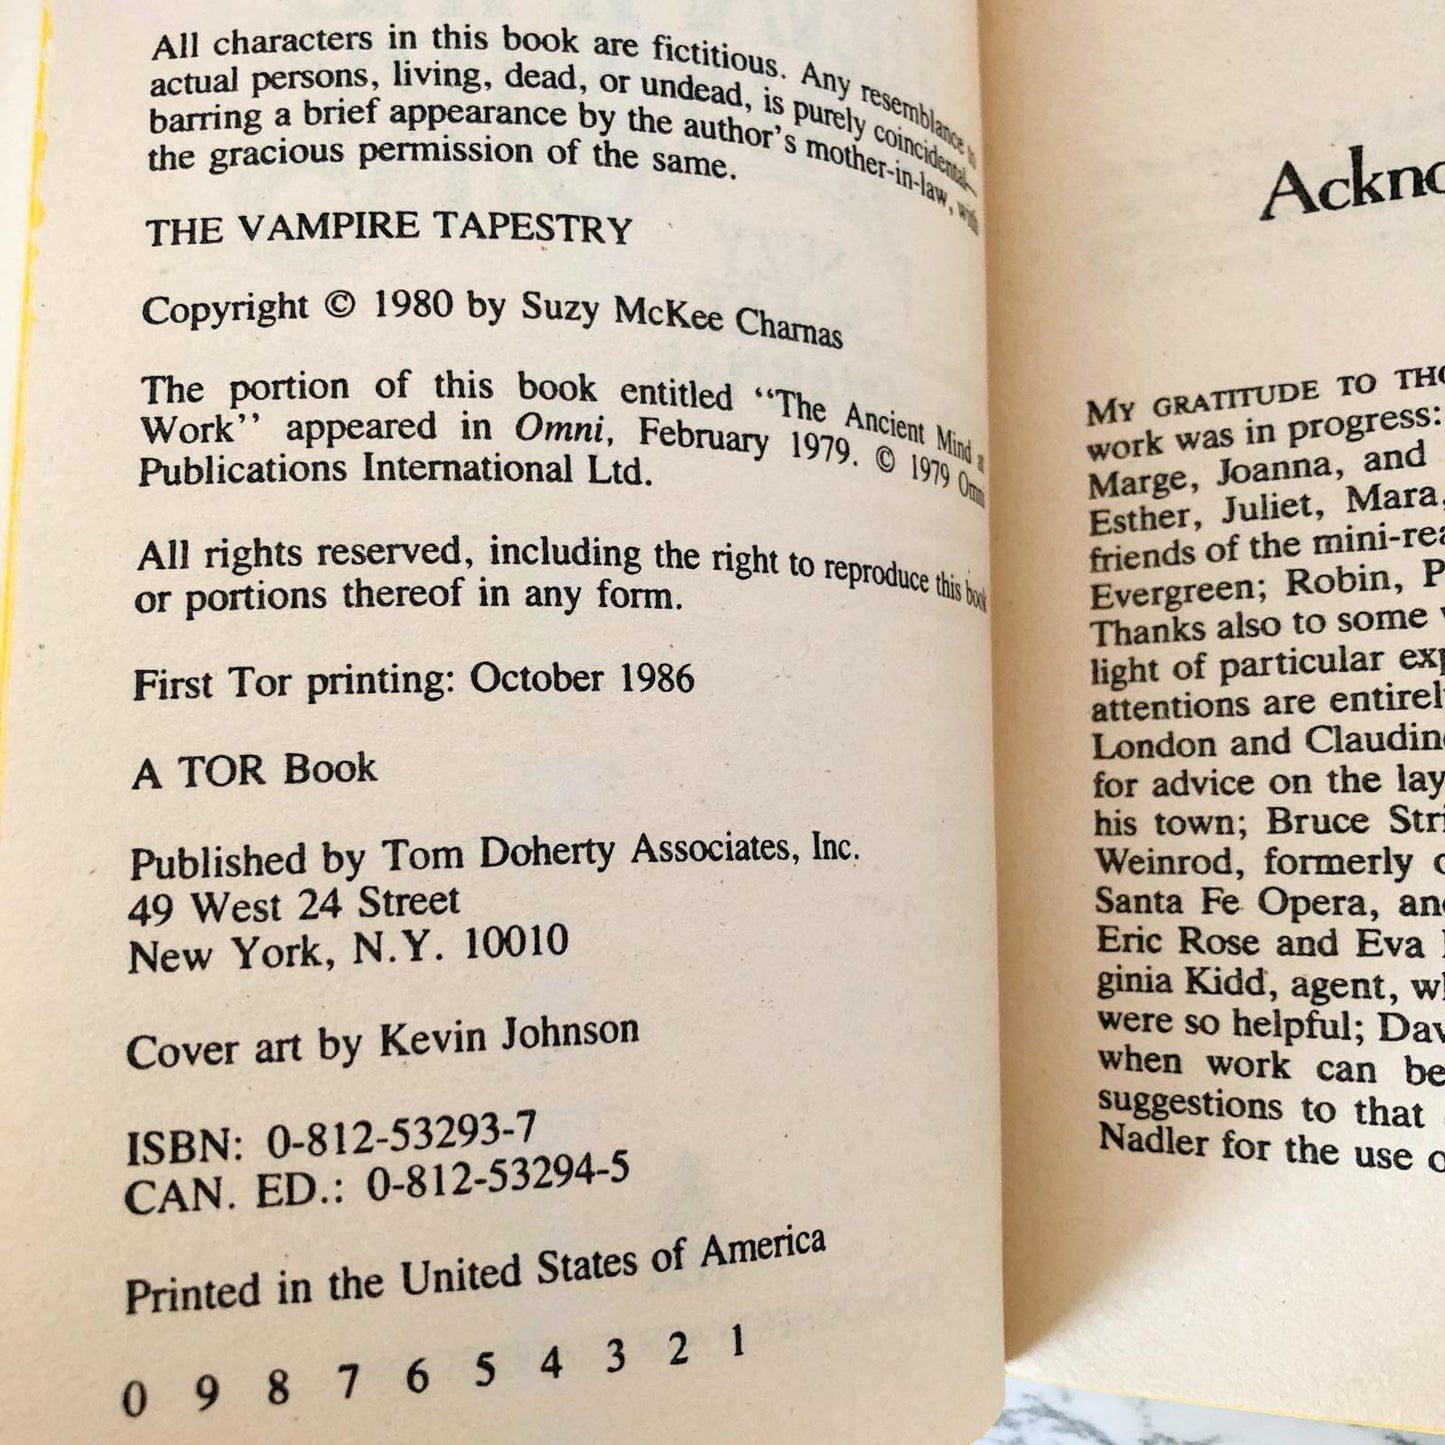 All characters in this book are fictitious. Any resemblance to
actual persons, living, dead, or undead, is purely coincidental—
barring a brief appearance by the author's mother-in-law, with
the gracious permission of the same.
THE VAMPIRE TAPESTRY
Copyright © 1980 by Suzy McKee Charnas
The portion of this book entitled "The Ancient Mind a
Work" appeared in Omni, February 1979. © 1979 Omni
Publications International Ltd.
All rights reserved, including the right to reproduce this book
or portions thereof in any form.
First Tor printing: October 1986
A TOR Book
Published by Tom Doherty Associates, Inc.
49 West 24 Street
New York, N.Y. 10010
Cover art by Kevin Johnson
ISBN: 0-812-53293-7
CAN. ED.: 0-812-53294-5
Printed in the United States of America
0 9 8 7 6 5 4 3 2 1
Ackno
MY GRATITUDE TO THO
work was in progress:
Marge, Joanna, and
Esther, Juliet, Mara,
friends of the mini-rea
Evergreen; Robin, P
Thanks also to some
light of particular exp
attentions are entirel
London and Claudin
for advice on the lay
his town; Bruce Stri
Weinrod, formerly o
Santa Fe Opera, an
Eric Rose and Eva
ginia Kidd, agent, wh
were so helpful; Dav
when work can be
suggestions to that
Nadler for the use o